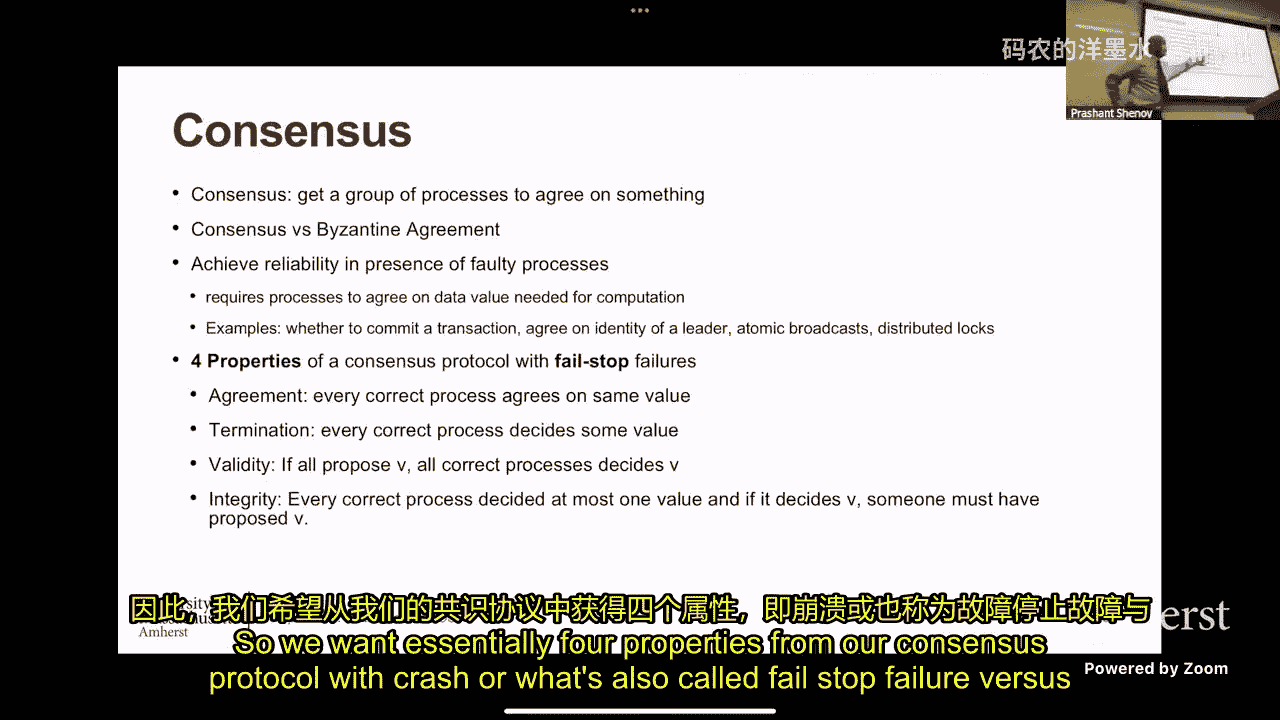 码农的洋墨水
Prashant Shenoy
Consensus
• Consensus: get a group of processes to agree on something
• Consensus vs Byzantine Agreement
• Achieve reliability in presence of faulty processes
• requires processes to agree on data value needed for computation
• Examples: whether to commit a transaction, agree on identity of a leader, atomic broadcasts, distributed locks
• 4 Properties of a consensus protocol with fail-stop failures
• Agreement: every correct process agrees on same value
• Termination: every correct process decides some value
• Validity: If all propose v, all correct processes decides v
• Integrity: Every correct process decided at most one value and if it decides v, someone must have
proposed v.
因此，我们希望从我们的共识协议中获得四个属性，即崩溃或也称为故障停止故障与
Amherst
So we want essentially four properties from our consensus
protocol with crash or what's also called fail stop failure versus
Powered by Zoom